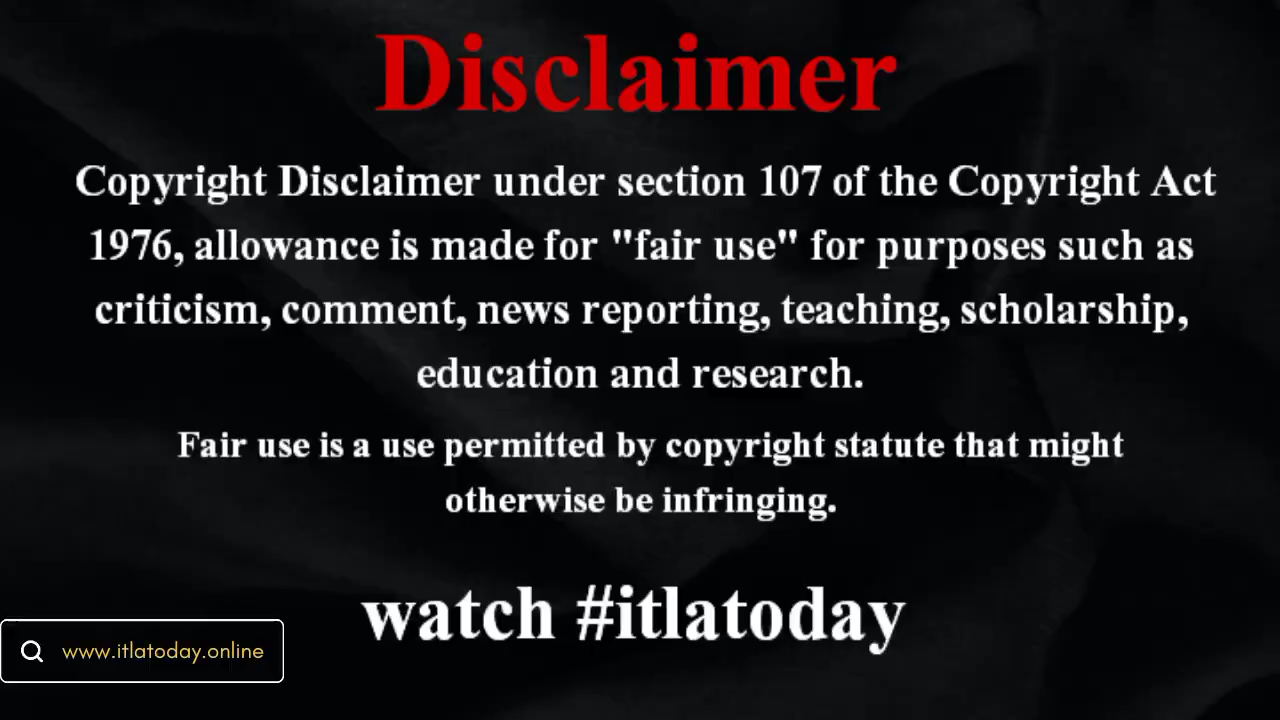 Disclaimer
Copyright Disclaimer under section 107 of the Copyright Act
1976, allowance is made for "fair use" for purposes such as
criticism, comment, news reporting, teaching, scholarship,
education and research.
Fair use is a use permitted by copyright statute that might
otherwise be infringing.
watch #itlatoday
www.itlatoday.online